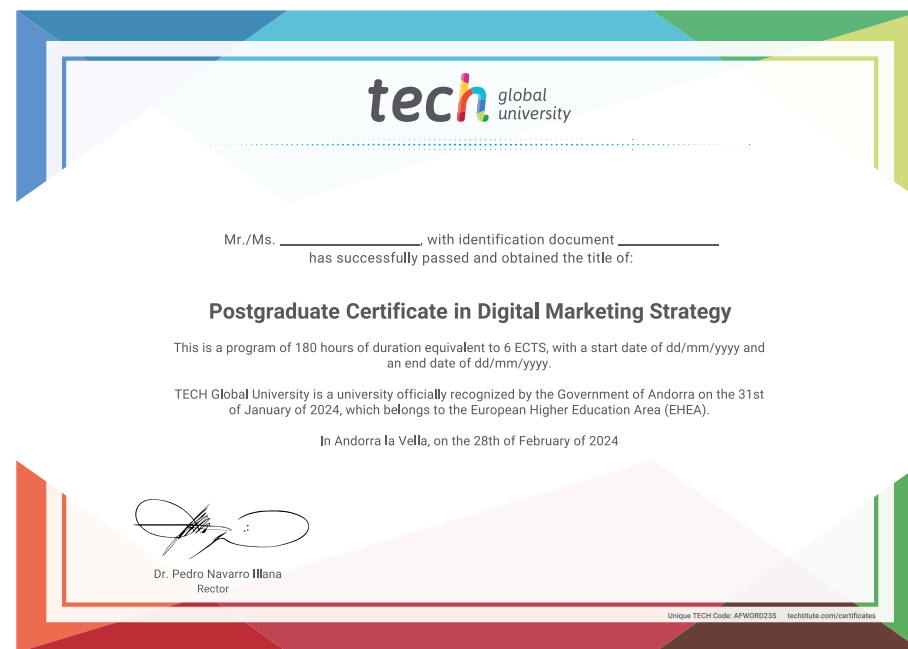 tech global university
Mr./Ms. ____________________, with identification document ______________
has successfully passed and obtained the title of:
Postgraduate Certificate in Digital Marketing Strategy
This is a program of 180 hours of duration equivalent to 6 ECTS, with a start date of dd/mm/yyyy and
an end date of dd/mm/yyyy.
TECH Global University is a university officially recognized by the Government of Andorra on the 31st
of January of 2024, which belongs to the European Higher Education Area (EHEA).
In Andorra la Vella, on the 28th of February of 2024
Dr. Pedro Navarro Illana
Rector
Unique TECH Code: AFWORD23S techtitute.com/certificates